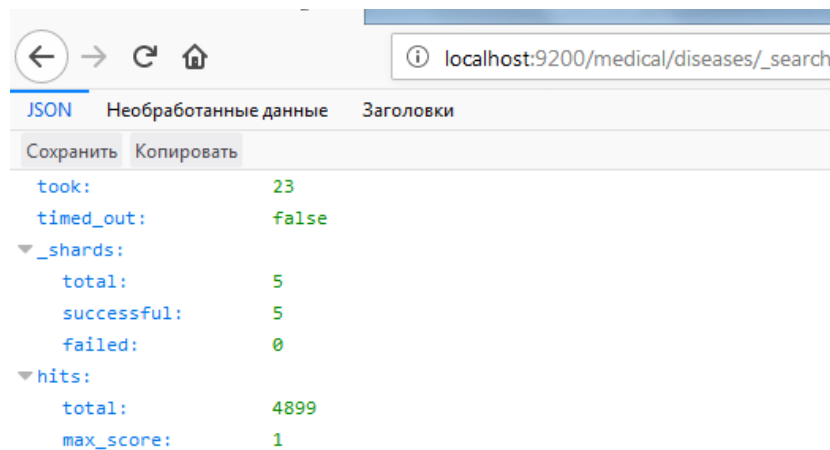 localhost:9200/medical/diseases/_search
JSON Необработанные данные Заголовки
Сохранить Копировать
took: 23
timed_out: false
_shards:
total: 5
successful: 5
failed: 0
hits:
total: 4899
max_score: 1